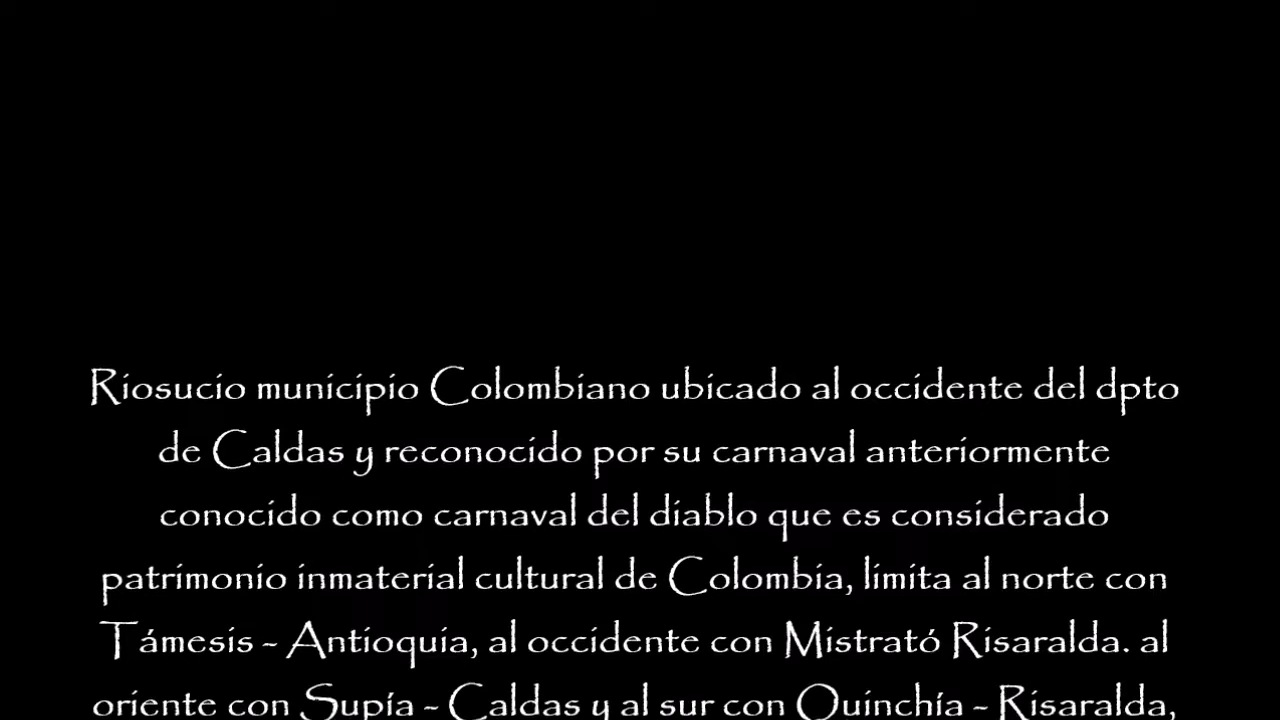 Riosucio municipio Colombiano ubicado al occidente del dpto
de Caldas y reconocido por su carnaval anteriormente
conocido como carnaval del diablo que es considerado
patrimonio inmaterial cultural de Colombia, limita al norte con
Támesis - Antioquia, al occidente con Mistrató Risaralda. al
oriente con Supía - Caldas y al sur con Quinchía - Risaralda,